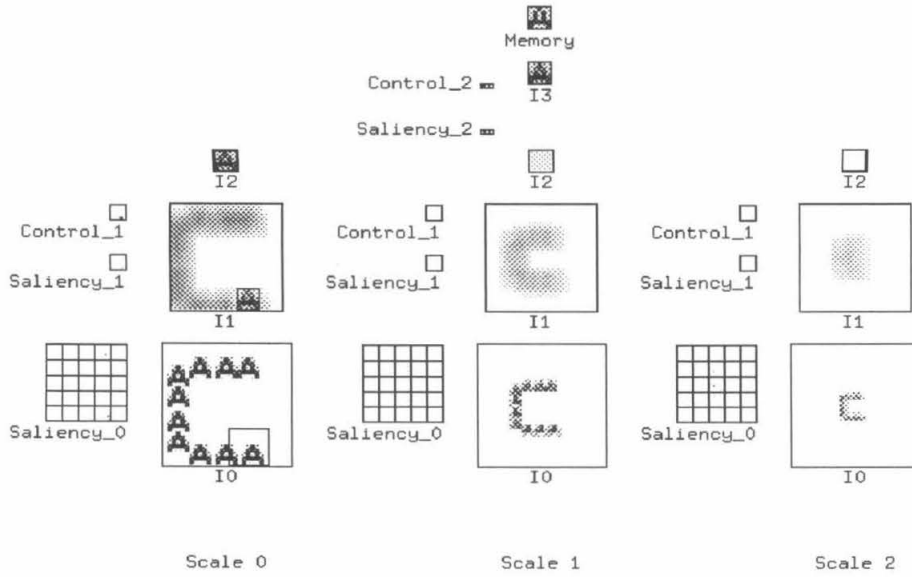 Memory
Control_2
I3
Saliency_2
I2 I2 I2
Control_1 Control_1 Control_1
Saliency_1 Saliency_1 Saliency_1
I1 I1 I1
Saliency_0 Saliency_0 Saliency_0
I0 I0 I0
Scale 0 Scale 1 Scale 2